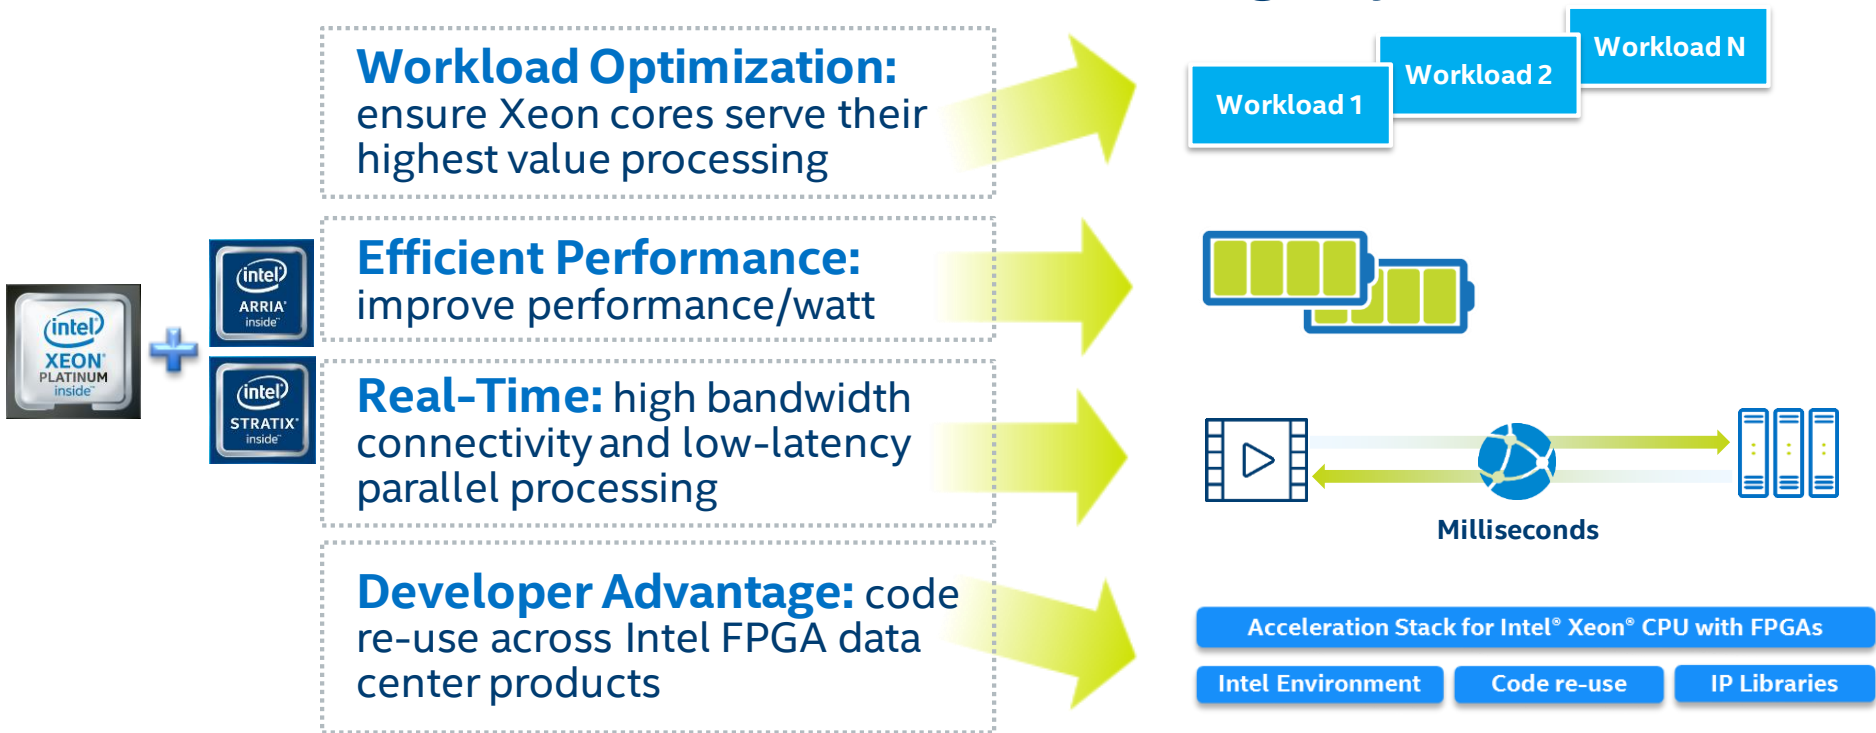 Workload Optimization:
ensure Xeon cores serve their
highest value processing
Workload 1
Workload 2
Workload N
Efficient Performance:
improve performance/watt
intel
XEON®
PLATINUM
inside™
intel
ARRIA®
inside™
intel
STRATIX®
inside™
Real-Time: high bandwidth
connectivity and low-latency
parallel processing
Milliseconds
Developer Advantage: code
re-use across Intel FPGA data
center products
Acceleration Stack for Intel® Xeon® CPU with FPGAs
Intel Environment
Code re-use
IP Libraries